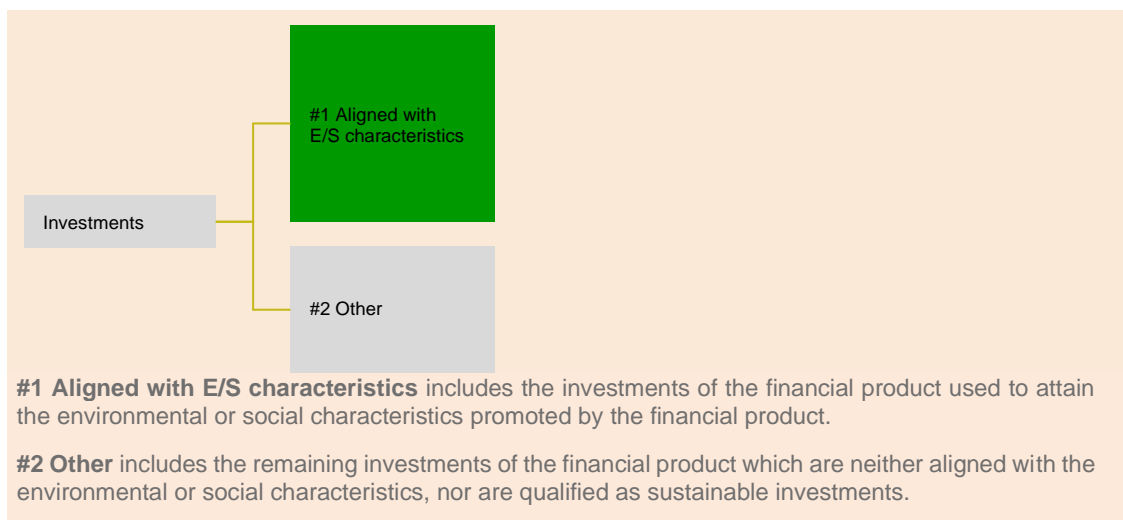 #1 Aligned with
E/S characteristics
Investments
#2 Other
#1 Aligned with E/S characteristics includes the investments of the financial product used to attain
the environmental or social characteristics promoted by the financial product.
#2 Other includes the remaining investments of the financial product which are neither aligned with the
environmental or social characteristics, nor are qualified as sustainable investments.